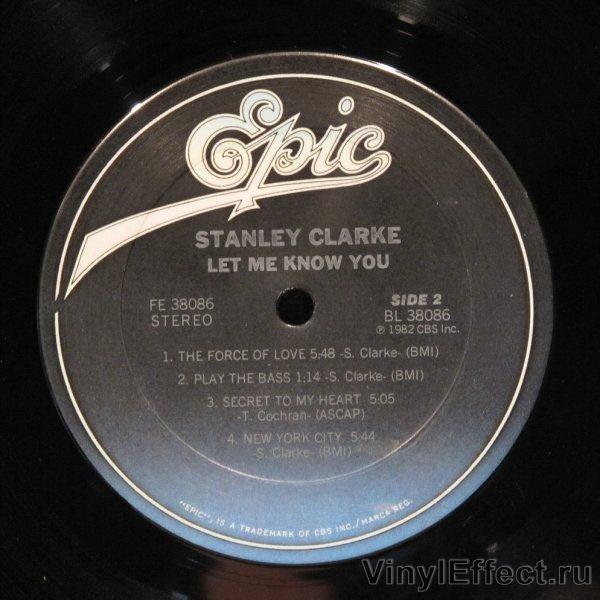 Epic
STANLEY CLARKE
LET ME KNOW YOU
FE 38086
STEREO
SIDE 2
BL 38086
℗ 1982 CBS Inc.
1. THE FORCE OF LOVE 5:48 -S. Clarke- (BMI)
2. PLAY THE BASS 1:14 -S. Clarke- (BMI)
3. SECRET TO MY HEART 5:05
-T. Cochran- (ASCAP)
4. NEW YORK CITY 5:44
-S. Clarke- (BMI)
"EPIC", IS A TRADEMARK OF CBS INC./MARCA REG.
VinylEffect.ru